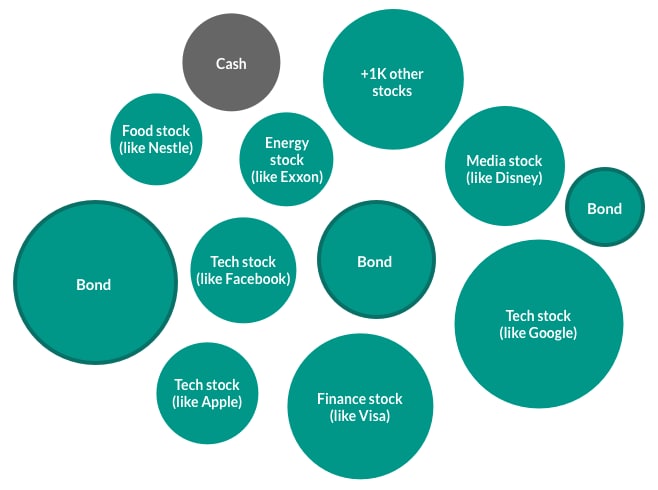 Cash
+1K other
stocks
Food stock
(like Nestle)
Energy
stock
(like Exxon)
Media stock
(like Disney)
Bond
Tech stock
(like Facebook)
Bond
Bond
Tech stock
(like Google)
Tech stock
(like Apple)
Finance stock
(like Visa)